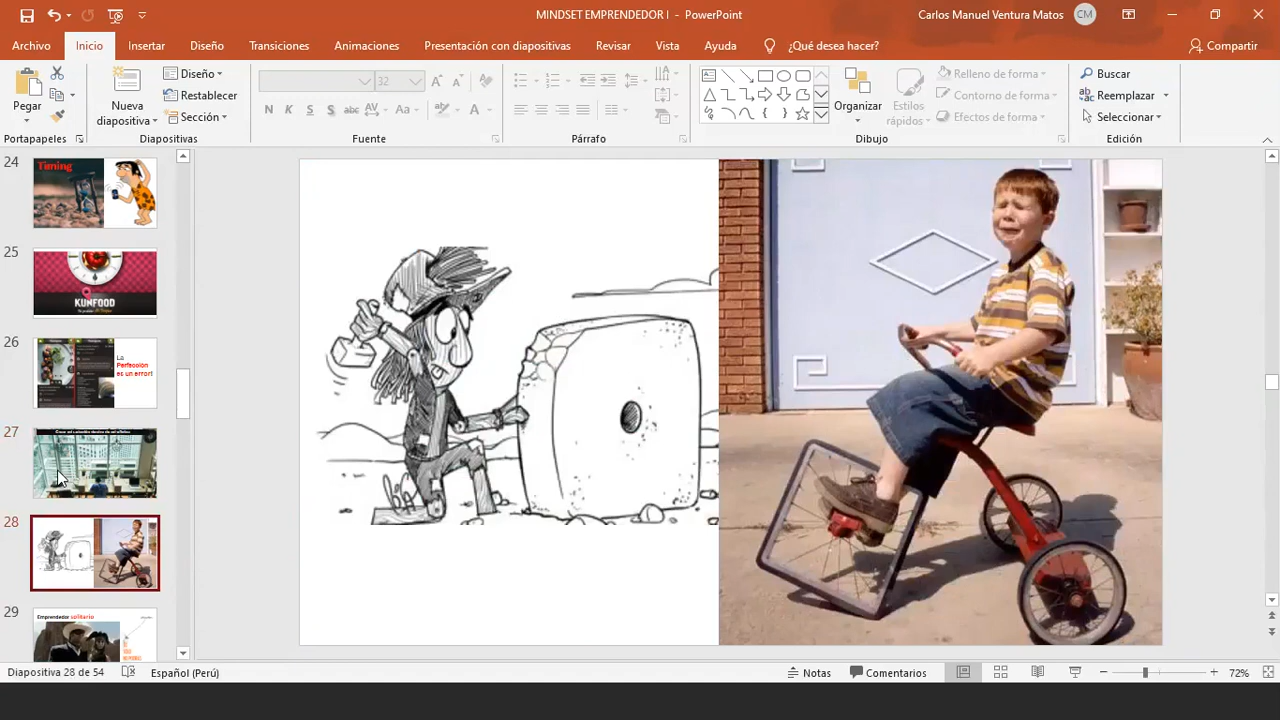 MINDSET EMPRENDEDOR I - PowerPoint
Carlos Manuel Ventura Matos
CM
Archivo
Inicio
Insertar
Diseño
Transiciones
Animaciones
Presentación con diapositivas
Revisar
Vista
Ayuda
¿Qué desea hacer?
Compartir
Pegar
Portapapeles
Nueva
diapositiva
Diseño
Restablecer
Sección
Diapositivas
32
N K S S abc AV Aa A
Fuente
Párrafo
Organizar
Estilos
rápidos
Relleno de forma
Contorno de forma
Efectos de forma
Dibujo
Buscar
Reemplazar
Seleccionar
Edición
24
Timing
25
KUNFOOD
26
La
Perfección
es un error!
27
28
29
Emprendedor solitario
Diapositiva 28 de 54
Español (Perú)
Notas
Comentarios
72%